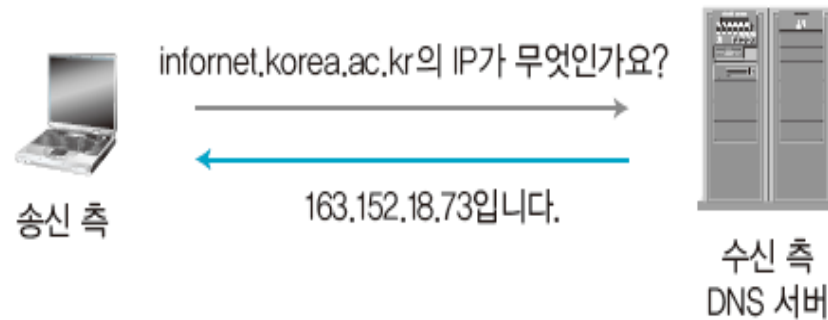 infornet.korea.ac.kr의 IP가 무엇인가요?
163.152.18.73입니다.
송신 측
수신 측
DNS 서버